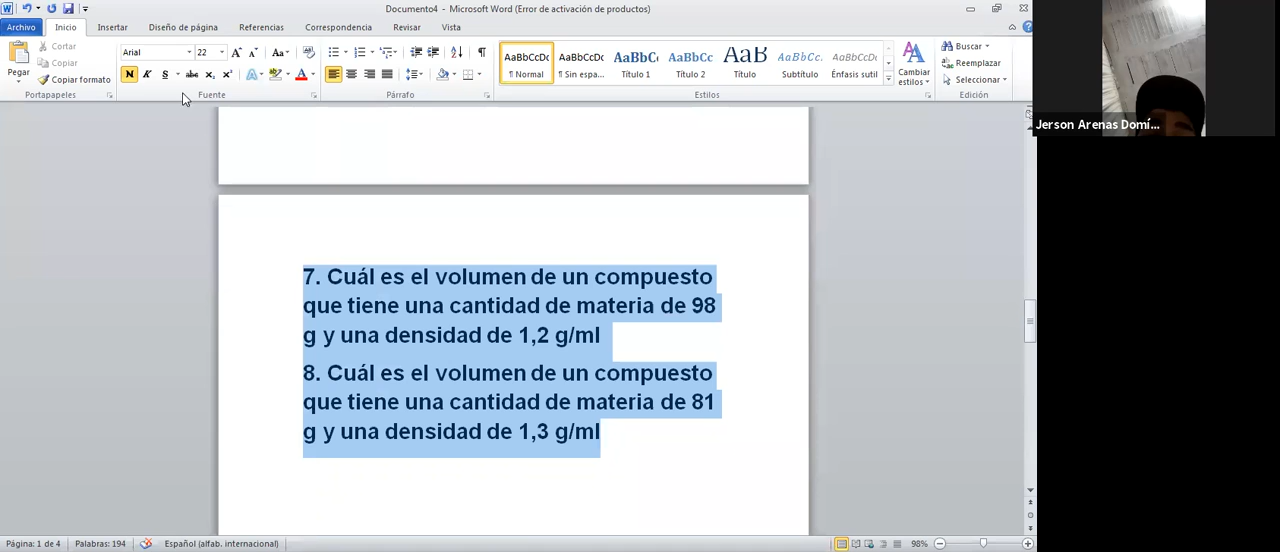 Documento4 - Microsoft Word (Error de activación de productos)
Archivo Inicio Insertar Diseño de página Referencias Correspondencia Revisar Vista
Pegar
Cortar
Copiar
Copiar formato
Portapapeles
Arial 22
N K S abc x₂ x² A A
Fuente
Párrafo
AaBbCcDc AaBbCcDc AaBbC AaBbCc AaB AaBbCc. AaBbCcDc
¶ Normal ¶ Sin espa... Título 1 Título 2 Título Subtítulo Énfasis sutil
Cambiar
estilos
Estilos
Buscar
Reemplazar
Seleccionar
Edición
Jerson Arenas Domí...
7. Cuál es el volumen de un compuesto
que tiene una cantidad de materia de 98
g y una densidad de 1,2 g/ml
8. Cuál es el volumen de un compuesto
que tiene una cantidad de materia de 81
g y una densidad de 1,3 g/ml
Página: 1 de 4 Palabras: 194 Español (alfab. internacional) 98%